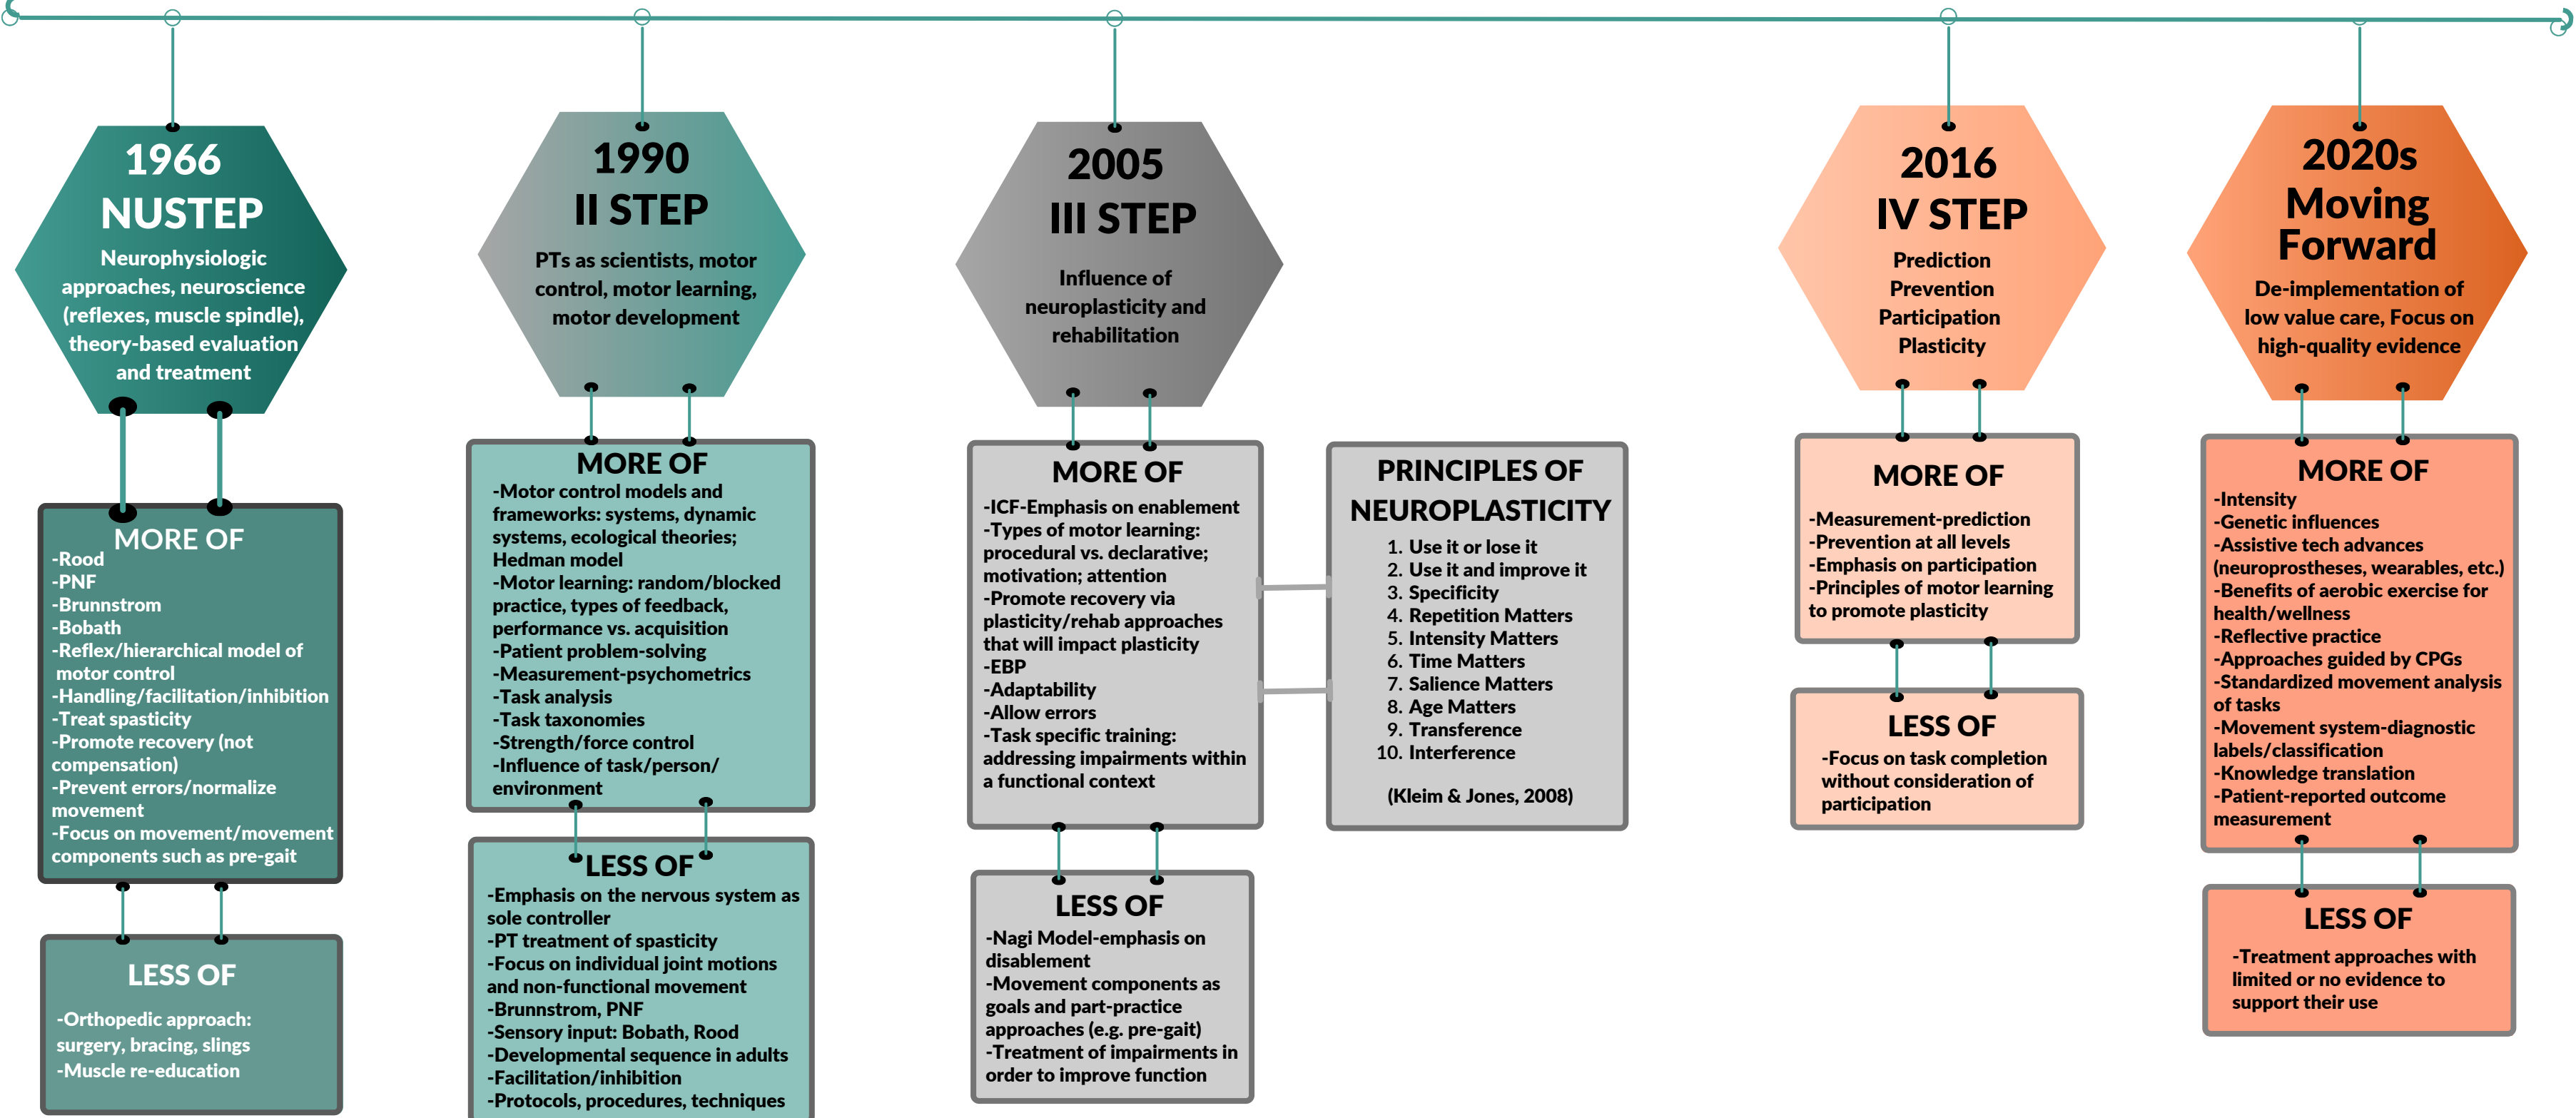 1966
NUSTEP
Neurophysiologic
approaches, neuroscience
(reflexes, muscle spindle),
theory-based evaluation
and treatment
MORE OF
-Rood
-PNF
-Brunnstrom
-Bobath
-Reflex/hierarchical model of
motor control
-Handling/facilitation/inhibition
-Treat spasticity
-Promote recovery (not
compensation)
-Prevent errors/normalize
movement
-Focus on movement/movement
components such as pre-gait
LESS OF
-Orthopedic approach:
surgery, bracing, slings
-Muscle re-education
1990
II STEP
PTs as scientists, motor
control, motor learning,
motor development
MORE OF
-Motor control models and
frameworks: systems, dynamic
systems, ecological theories;
Hedman model
-Motor learning: random/blocked
practice, types of feedback,
performance vs. acquisition
-Patient problem-solving
-Measurement-psychometrics
-Task analysis
-Task taxonomies
-Strength/force control
-Influence of task/person/
environment
LESS OF
-Emphasis on the nervous system as
sole controller
-PT treatment of spasticity
-Focus on individual joint motions
and non-functional movement
-Brunnstrom, PNF
-Sensory input: Bobath, Rood
-Developmental sequence in adults
-Facilitation/inhibition
-Protocols, procedures, techniques
2005
III STEP
Influence of
neuroplasticity and
rehabilitation
MORE OF
-ICF-Emphasis on enablement
-Types of motor learning:
procedural vs. declarative;
motivation; attention
-Promote recovery via
plasticity/rehab approaches
that will impact plasticity
-EBP
-Adaptability
-Allow errors
-Task specific training:
addressing impairments within
a functional context
PRINCIPLES OF
NEUROPLASTICITY
1. Use it or lose it
2. Use it and improve it
3. Specificity
4. Repetition Matters
5. Intensity Matters
6. Time Matters
7. Salience Matters
8. Age Matters
9. Transference
10. Interference
(Kleim & Jones, 2008)
LESS OF
-Nagi Model-emphasis on
disablement
-Movement components as
goals and part-practice
approaches (e.g. pre-gait)
-Treatment of impairments in
order to improve function
2016
IV STEP
Prediction
Prevention
Participation
Plasticity
MORE OF
-Measurement-prediction
-Prevention at all levels
-Emphasis on participation
-Principles of motor learning
to promote plasticity
LESS OF
-Focus on task completion
without consideration of
participation
2020s
Moving
Forward
De-implementation of
low value care, Focus on
high-quality evidence
MORE OF
-Intensity
-Genetic influences
-Assistive tech advances
(neuroprostheses, wearables, etc.)
-Benefits of aerobic exercise for
health/wellness
-Reflective practice
-Approaches guided by CPGs
-Standardized movement analysis
of tasks
-Movement system-diagnostic
labels/classification
-Knowledge translation
-Patient-reported outcome
measurement
LESS OF
-Treatment approaches with
limited or no evidence to
support their use